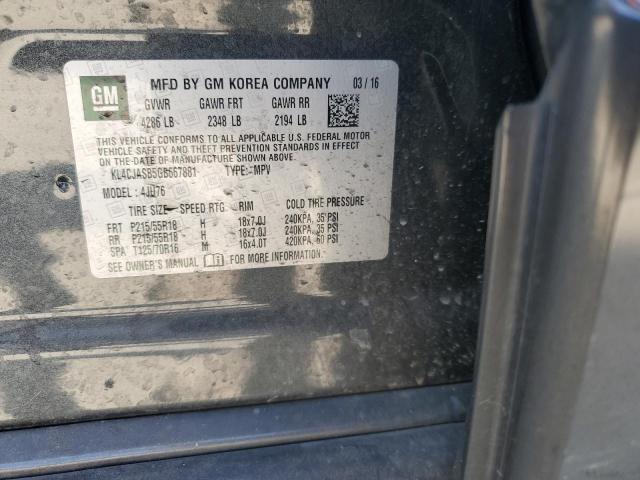 GM MFD BY GM KOREA COMPANY 03 / 16
GVWR GAWR FRT GAWR RR
4286 LB 2348 LB 2194 LB
THIS VEHICLE CONFORMS TO ALL APPLICABLE U.S. FEDERAL MOTOR
VEHICLE SAFETY AND THEFT PREVENTION STANDARDS IN
EFFECT ON THE DATE OF MANUFACTURE SHOWN ABOVE.
KL4CJASB5GB667881 TYPE: MPV
MODEL: 4JU76
TIRE SIZE SPEED RTG RIM COLD TIRE PRESSURE
FRT P215/55R18 H 18x7.0J 240KPA, 35 PSI
RR P215/55R18 H 18x7.0J 240KPA, 35 PSI
SPA T125/70R16 M 16x4.0T 420KPA, 60 PSI
SEE OWNER'S MANUAL FOR MORE INFORMATION.